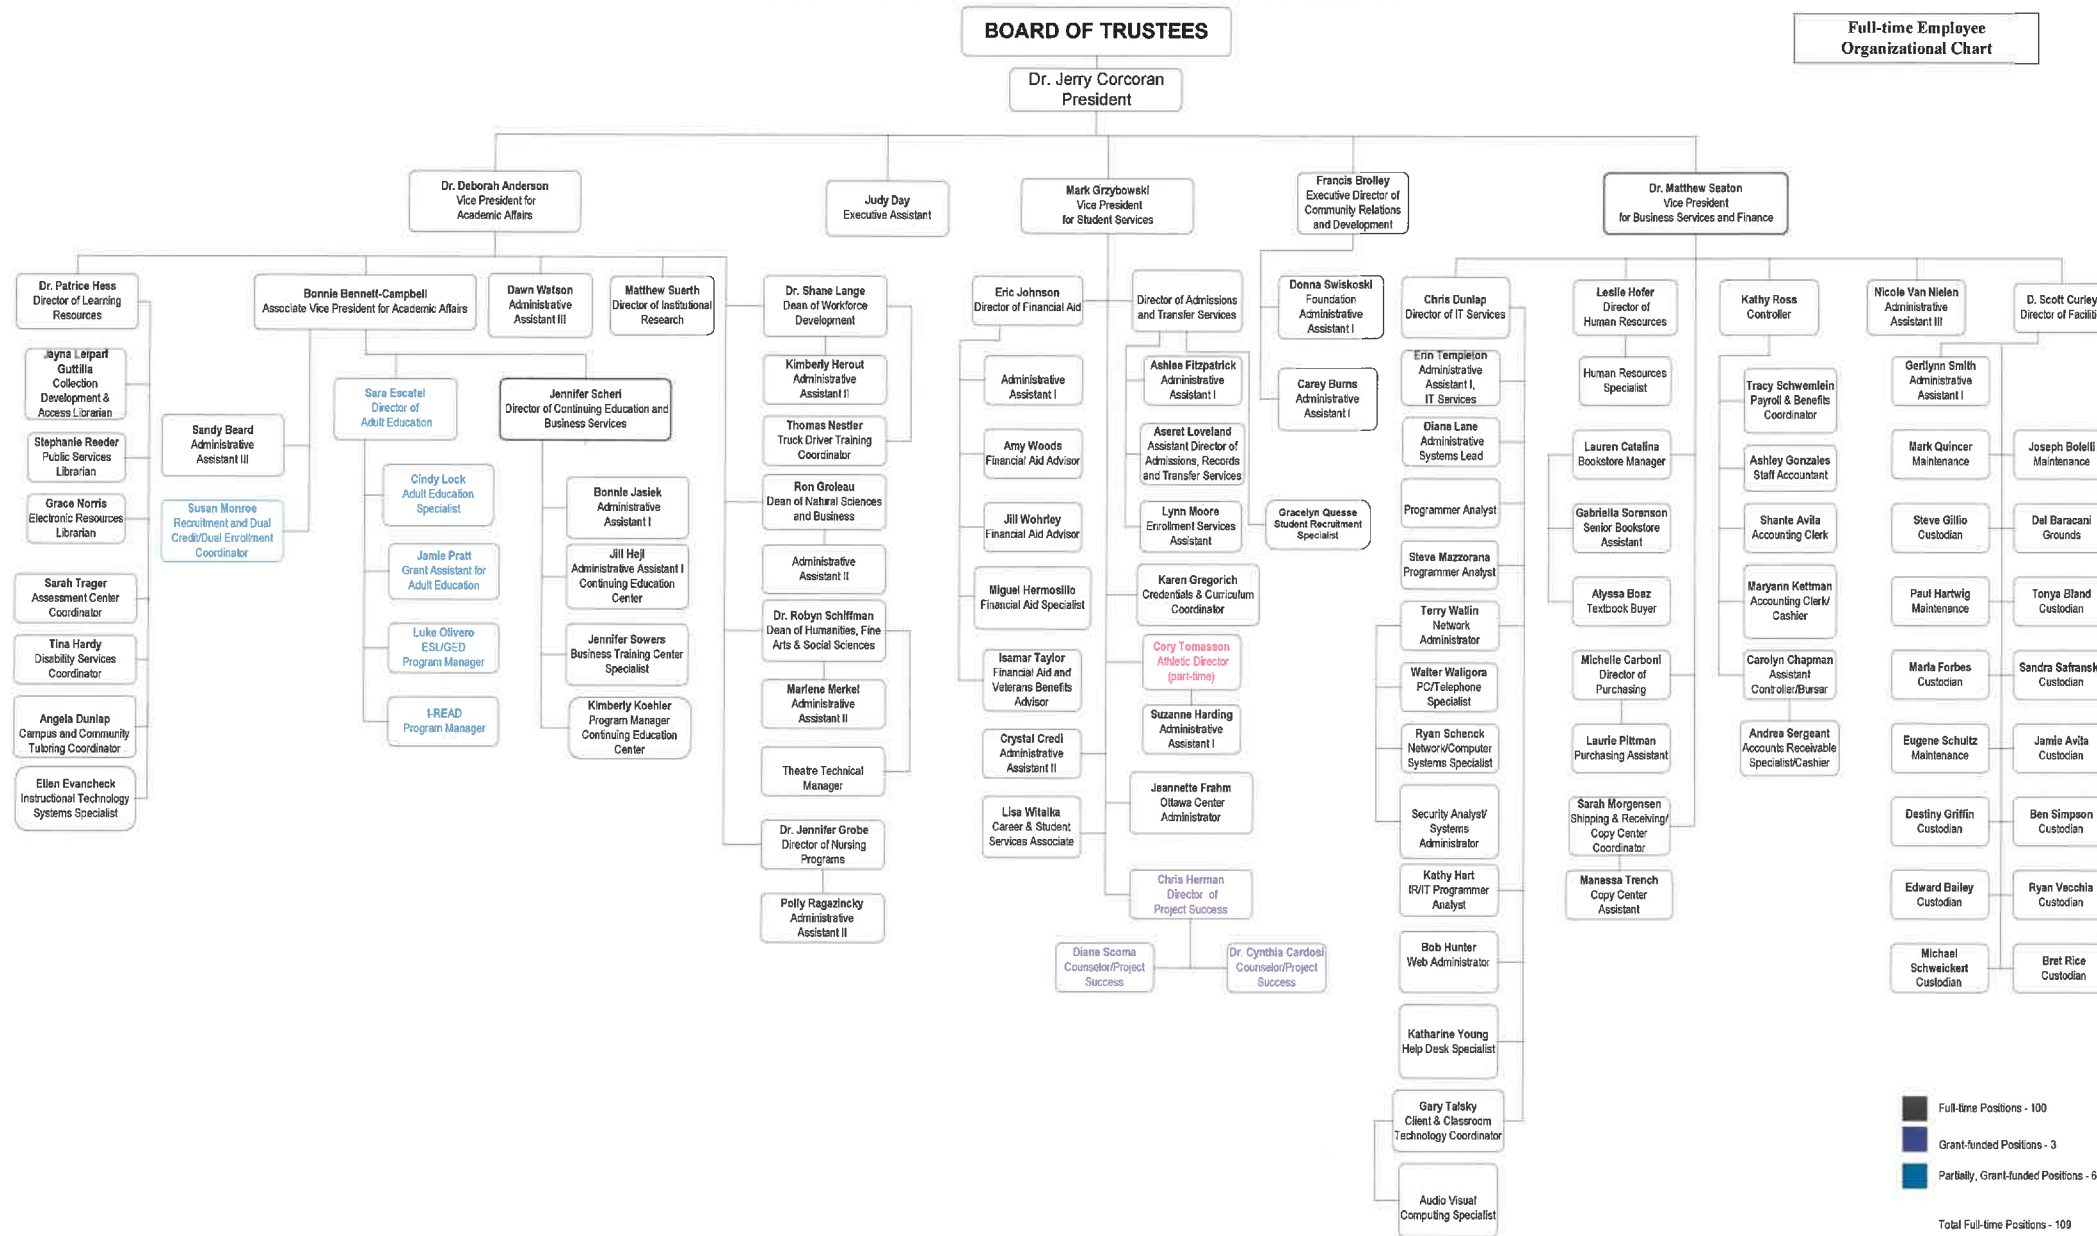 BOARD OF TRUSTEES
Full-time Employee
Organizational Chart
Dr. Jerry Corcoran
President
Dr. Deborah Anderson
Vice President for
Academic Affairs
Judy Day
Executive Assistant
Mark Grzybowski
Vice President
for Student Services
Francis Brolley
Executive Director of
Community Relations
and Development
Dr. Matthew Seaton
Vice President
for Business Services and Finance
Dr. Patrice Hess
Director of Learning
Resources
Jayna Leipart
Guttilla
Collection
Development &
Access Librarian
Stephanie Reeder
Public Services
Librarian
Grace Norris
Electronic Resources
Librarian
Sarah Trager
Assessment Center
Coordinator
Tina Hardy
Disability Services
Coordinator
Angela Dunlap
Campus and Community
Tutoring Coordinator
Ellen Evancheck
Instructional Technology
Systems Specialist
Bonnie Bennett-Campbell
Associate Vice President for Academic Affairs
Sandy Beard
Administrative
Assistant III
Susan Monroe
Recruitment and Dual
Credit/Dual Enrollment
Coordinator
Sara Escatel
Director of
Adult Education
Cindy Lock
Adult Education
Specialist
Jamie Pratt
Grant Assistant for
Adult Education
Luke Olivero
ESL/GED
Program Manager
I-READ
Program Manager
Jennifer Scheri
Director of Continuing Education and
Business Services
Bonnie Jasiek
Administrative
Assistant I
Jill Hejl
Administrative Assistant I
Continuing Education
Center
Jennifer Sowers
Business Training Center
Specialist
Kimberly Koehler
Program Manager
Continuing Education
Center
Dawn Watson
Administrative
Assistant III
Matthew Suerth
Director of Institutional
Research
Dr. Shane Lange
Dean of Workforce
Development
Kimberly Herout
Administrative
Assistant II
Thomas Nestler
Truck Driver Training
Coordinator
Ron Groleau
Dean of Natural Sciences
and Business
Administrative
Assistant II
Dr. Robyn Schiffman
Dean of Humanities, Fine
Arts & Social Sciences
Marlene Merkel
Administrative
Assistant II
Theatre Technical
Manager
Dr. Jennifer Grobe
Director of Nursing
Programs
Polly Ragazincky
Administrative
Assistant II
Eric Johnson
Director of Financial Aid
Administrative
Assistant I
Amy Woods
Financial Aid Advisor
Jill Wohrley
Financial Aid Advisor
Miguel Hermosillo
Financial Aid Specialist
Isamar Taylor
Financial Aid and
Veterans Benefits
Advisor
Crystal Credi
Administrative
Assistant II
Lisa Witalka
Career & Student
Services Associate
Director of Admissions
and Transfer Services
Ashlee Fitzpatrick
Administrative
Assistant I
Aseret Loveland
Assistant Director of
Admissions, Records
and Transfer Services
Lynn Moore
Enrollment Services
Assistant
Gracelyn Quesse
Student Recruitment
Specialist
Karen Gregorich
Credentials & Curriculum
Coordinator
Cory Tomasson
Athletic Director
(part-time)
Suzanne Harding
Administrative
Assistant I
Jeannette Frahm
Ottawa Center
Administrator
Chris Herman
Director of
Project Success
Diane Scoma
Counselor/Project
Success
Dr. Cynthia Cardosi
Counselor/Project
Success
Donna Swiskoski
Foundation
Administrative
Assistant I
Carey Burns
Administrative
Assistant I
Chris Dunlap
Director of IT Services
Erin Templeton
Administrative
Assistant I,
IT Services
Diane Lane
Administrative
Systems Lead
Programmer Analyst
Steve Mazzorana
Programmer Analyst
Terry Watlin
Network
Administrator
Walter Waligora
PC/Telephone
Specialist
Ryan Schenck
Network/Computer
Systems Specialist
Security Analyst/
Systems
Administrator
Kathy Hart
IR/IT Programmer
Analyst
Bob Hunter
Web Administrator
Katharine Young
Help Desk Specialist
Gary Talsky
Client & Classroom
Technology Coordinator
Audio Visual
Computing Specialist
Leslie Hofer
Director of
Human Resources
Human Resources
Specialist
Lauren Catalina
Bookstore Manager
Gabriella Sorenson
Senior Bookstore
Assistant
Alyssa Boaz
Textbook Buyer
Michelle Carboni
Director of
Purchasing
Laurie Pittman
Purchasing Assistant
Sarah Morgensen
Shipping & Receiving/
Copy Center
Coordinator
Manessa Trench
Copy Center
Assistant
Kathy Ross
Controller
Tracy Schwemlein
Payroll & Benefits
Coordinator
Ashley Gonzales
Staff Accountant
Shante Avila
Accounting Clerk
Maryann Kettman
Accounting Clerk/
Cashier
Carolyn Chapman
Assistant
Controller/Bursar
Andrea Sergeant
Accounts Receivable
Specialist/Cashier
Nicole Van Nielen
Administrative
Assistant III
D. Scott Curley
Director of Faciliti
Gerilynn Smith
Administrative
Assistant I
Mark Quincer
Maintenance
Joseph Bolelli
Maintenance
Steve Gillio
Custodian
Del Baracani
Grounds
Paul Hartwig
Maintenance
Tonya Bland
Custodian
Marla Forbes
Custodian
Sandra Safransk
Custodian
Eugene Schultz
Maintenance
Jamie Avila
Custodian
Destiny Griffin
Custodian
Ben Simpson
Custodian
Edward Bailey
Custodian
Ryan Vecchia
Custodian
Michael
Schweickert
Custodian
Bret Rice
Custodian
Full-time Positions - 100
Grant-funded Positions - 3
Partially, Grant-funded Positions - 6
Total Full-time Positions - 109